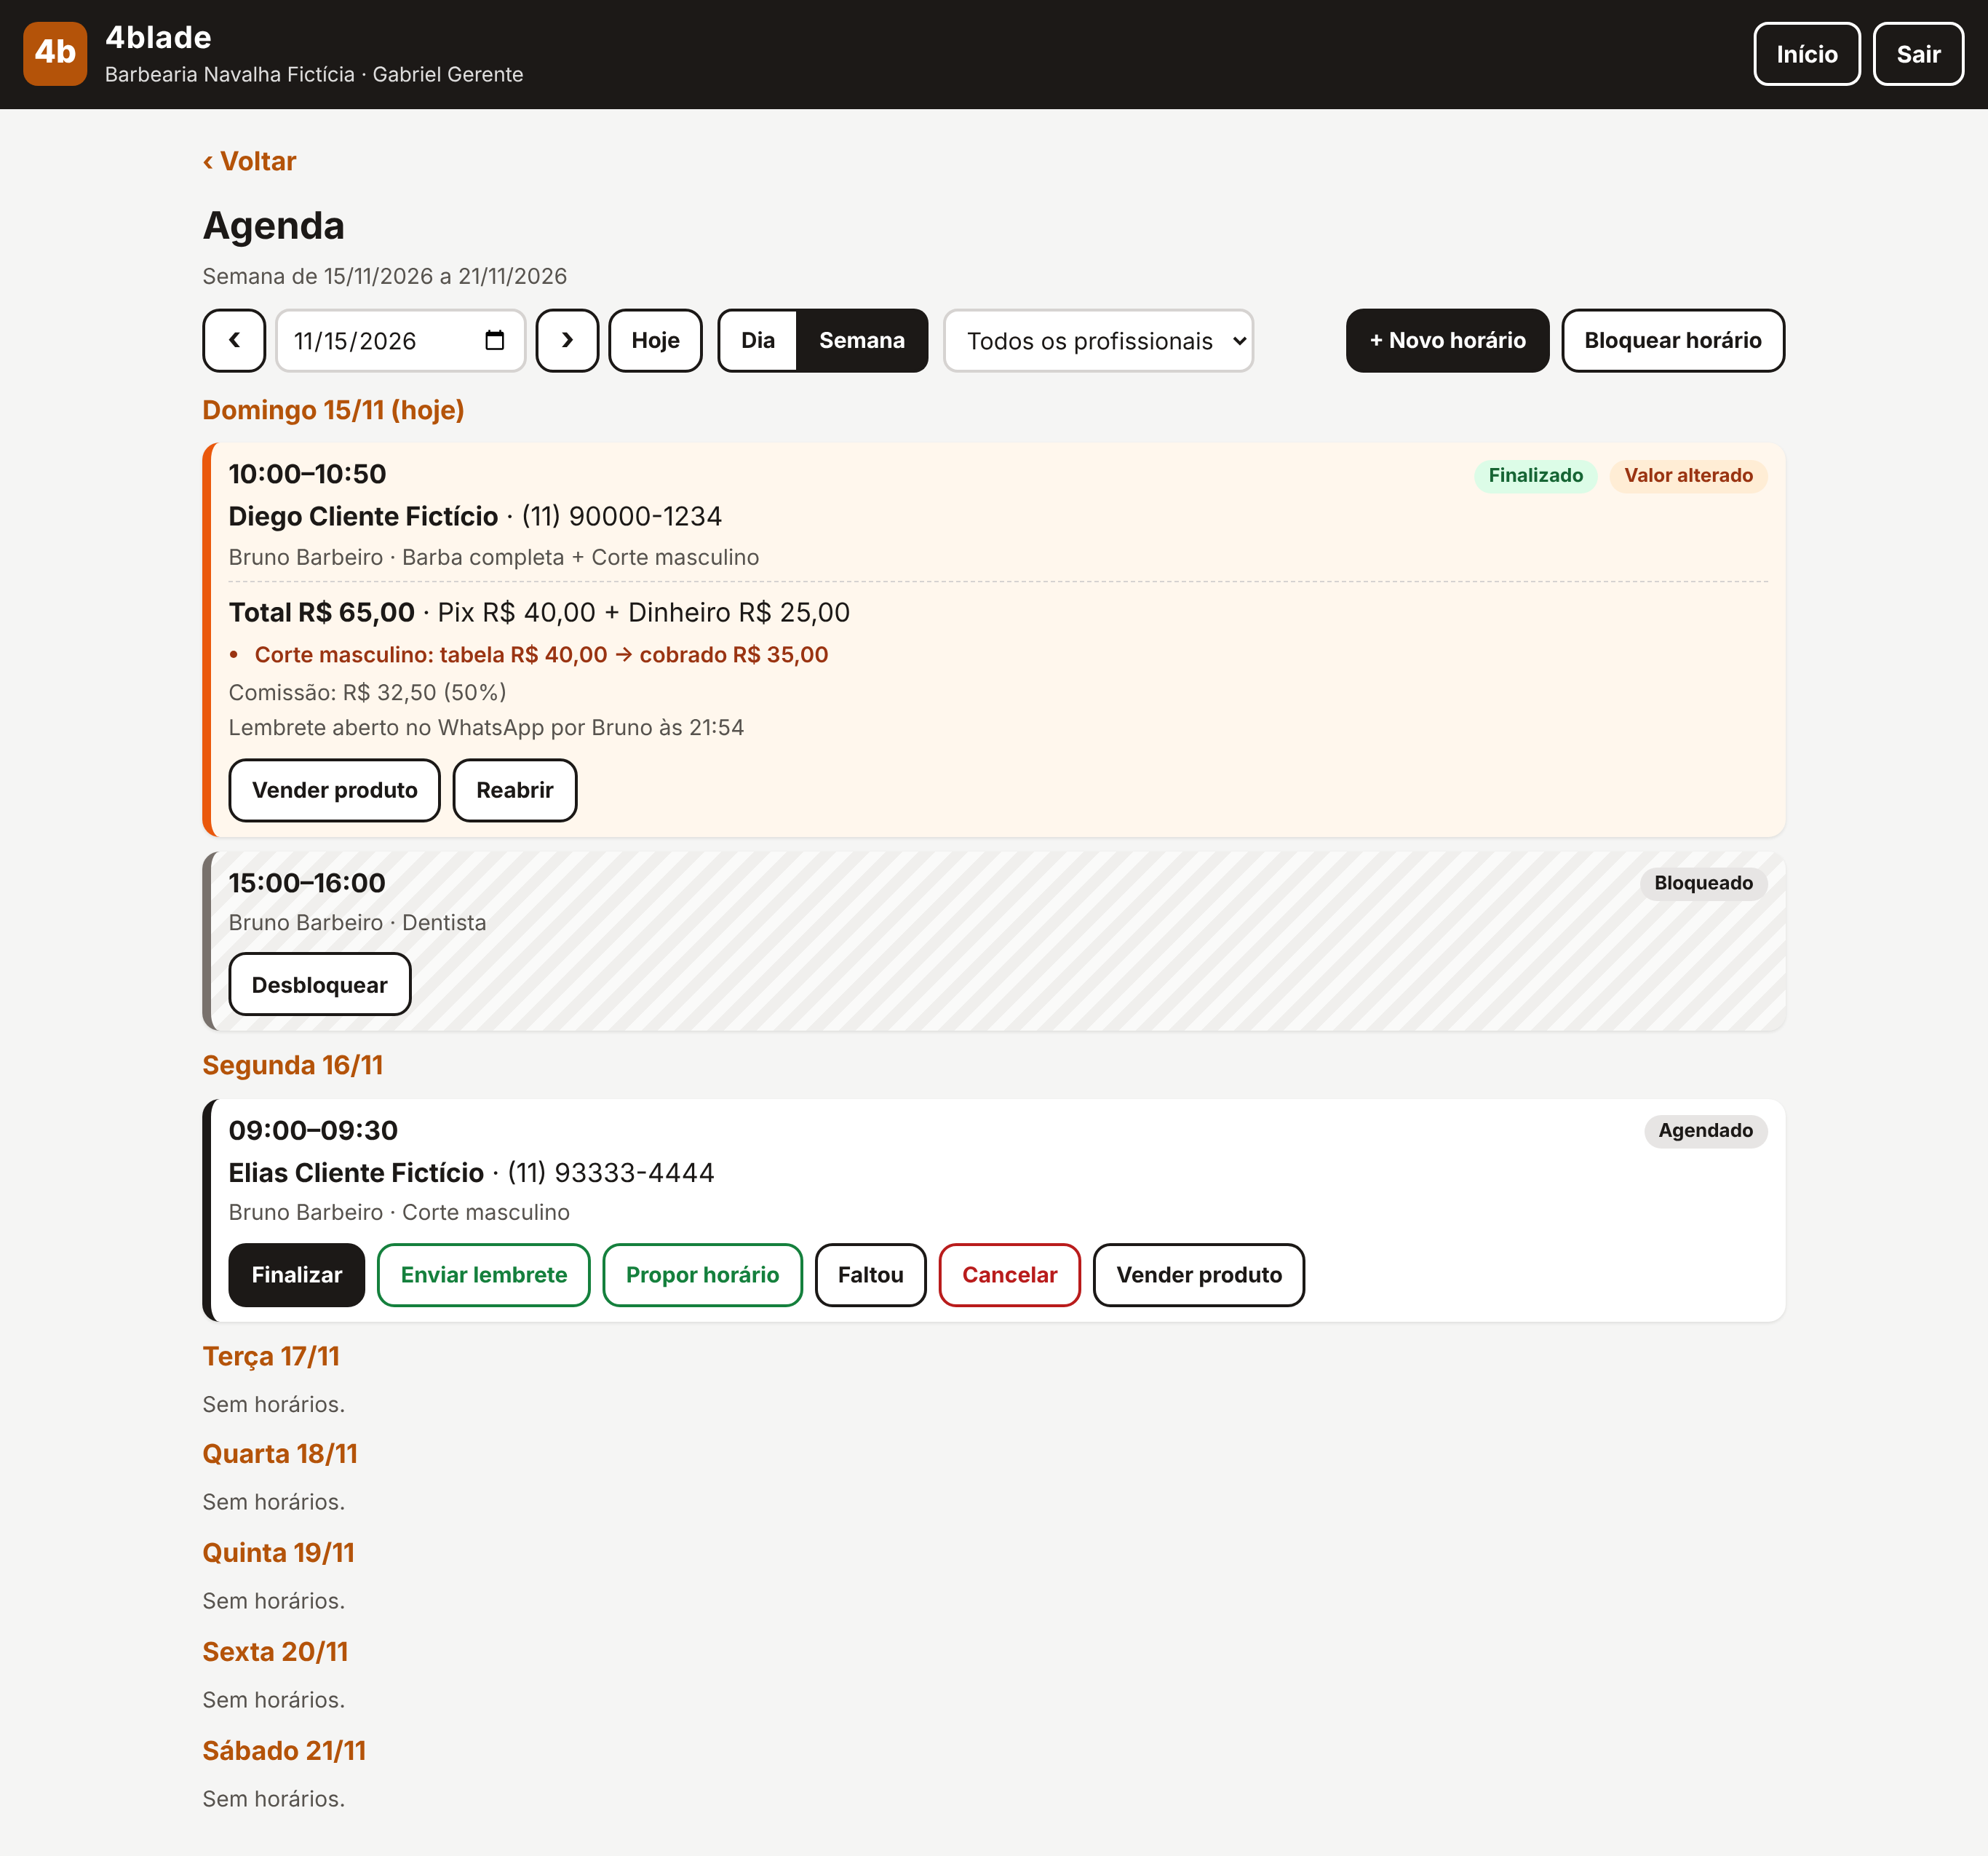 4b
4blade
Barbearia Navalha Fictícia · Gabriel Gerente
Início
Sair
‹ Voltar
Agenda
Semana de 15/11/2026 a 21/11/2026
‹
11/15/2026
›
Hoje
Dia
Semana
Todos os profissionais
+ Novo horário
Bloquear horário
Domingo 15/11 (hoje)
10:00–10:50
Finalizado
Valor alterado
Diego Cliente Fictício · (11) 90000-1234
Bruno Barbeiro · Barba completa + Corte masculino
Total R$ 65,00 · Pix R$ 40,00 + Dinheiro R$ 25,00
• Corte masculino: tabela R$ 40,00 → cobrado R$ 35,00
Comissão: R$ 32,50 (50%)
Lembrete aberto no WhatsApp por Bruno às 21:54
Vender produto
Reabrir
15:00–16:00
Bloqueado
Bruno Barbeiro · Dentista
Desbloquear
Segunda 16/11
09:00–09:30
Agendado
Elias Cliente Fictício · (11) 93333-4444
Bruno Barbeiro · Corte masculino
Finalizar
Enviar lembrete
Propor horário
Faltou
Cancelar
Vender produto
Terça 17/11
Sem horários.
Quarta 18/11
Sem horários.
Quinta 19/11
Sem horários.
Sexta 20/11
Sem horários.
Sábado 21/11
Sem horários.